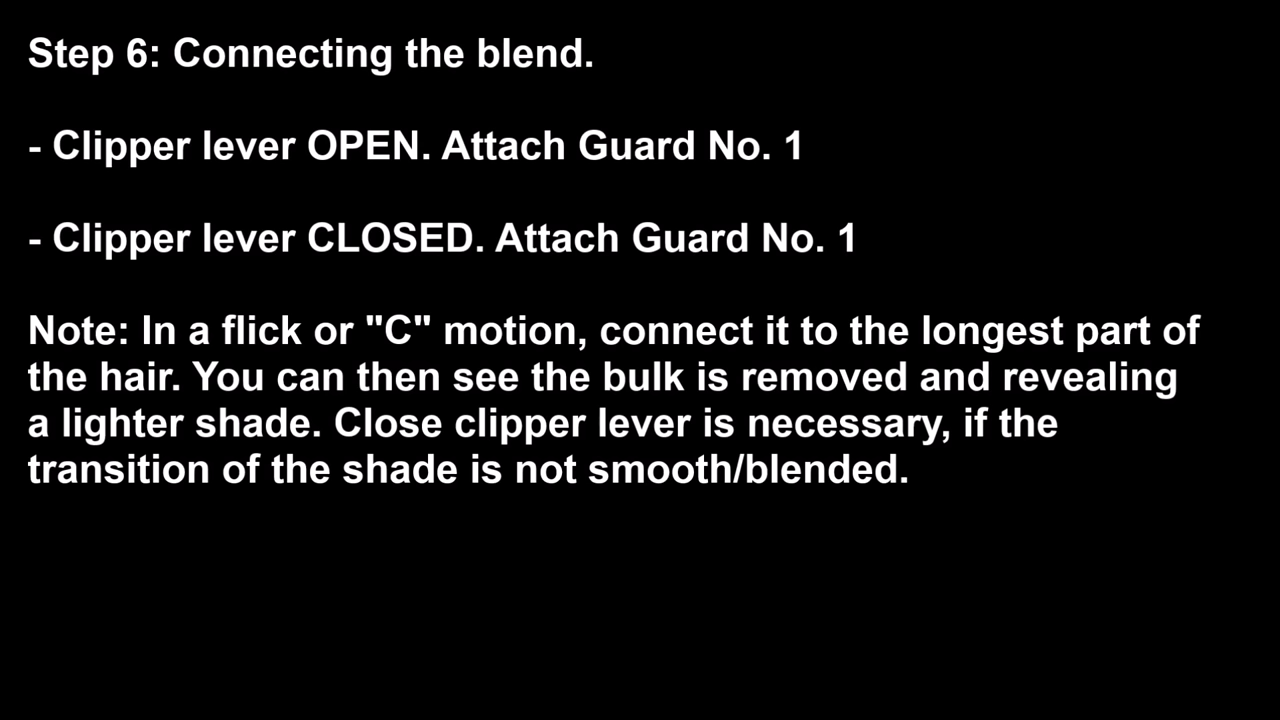 Step 6: Connecting the blend.
- Clipper lever OPEN. Attach Guard No. 1
- Clipper lever CLOSED. Attach Guard No. 1
Note: In a flick or "C" motion, connect it to the longest part of
the hair. You can then see the bulk is removed and revealing
a lighter shade. Close clipper lever is necessary, if the
transition of the shade is not smooth/blended.